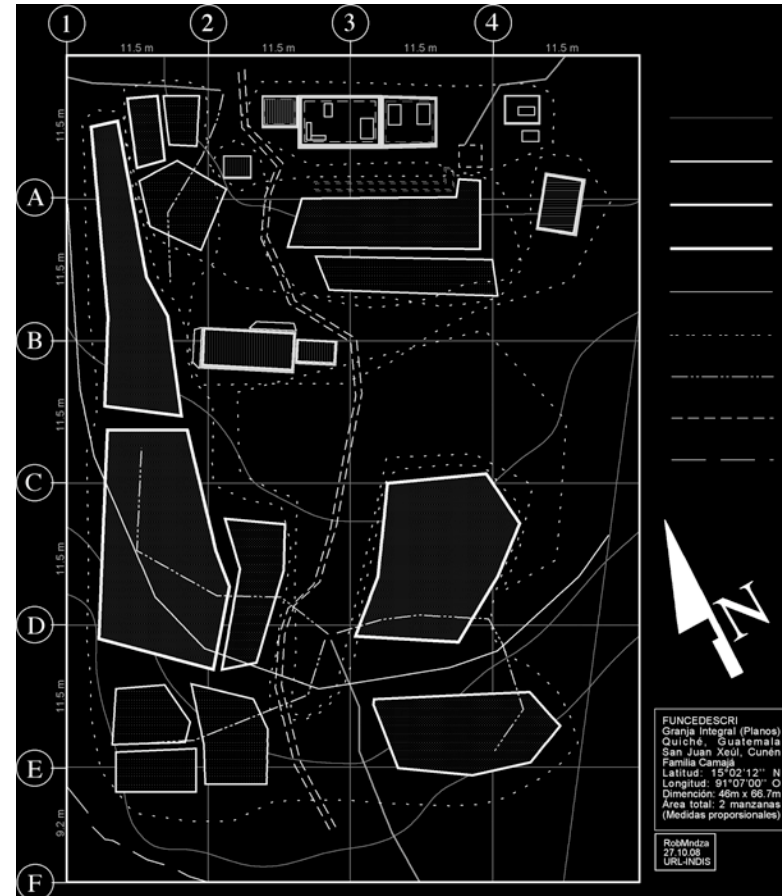 1 2 3 4
11.5 m 11.5 m 11.5 m 11.5 m
11.5 m
A
11.5 m
B
11.5 m
C
11.5 m
D
11.5 m
E
9.2 m
F
N
FUNCEDESCRI
Granja Integral (Planos)
Quiché, Guatemala
San Juan Xeúl, Cunén
Familia Camajá
Latitud: 15°02'12'' N
Longitud: 91°07'00'' O
Dimención: 46m x 66.7m
Área total: 2 manzanas
(Medidas proporsionales)
RobMndza
27.10.08
URL-INDIS